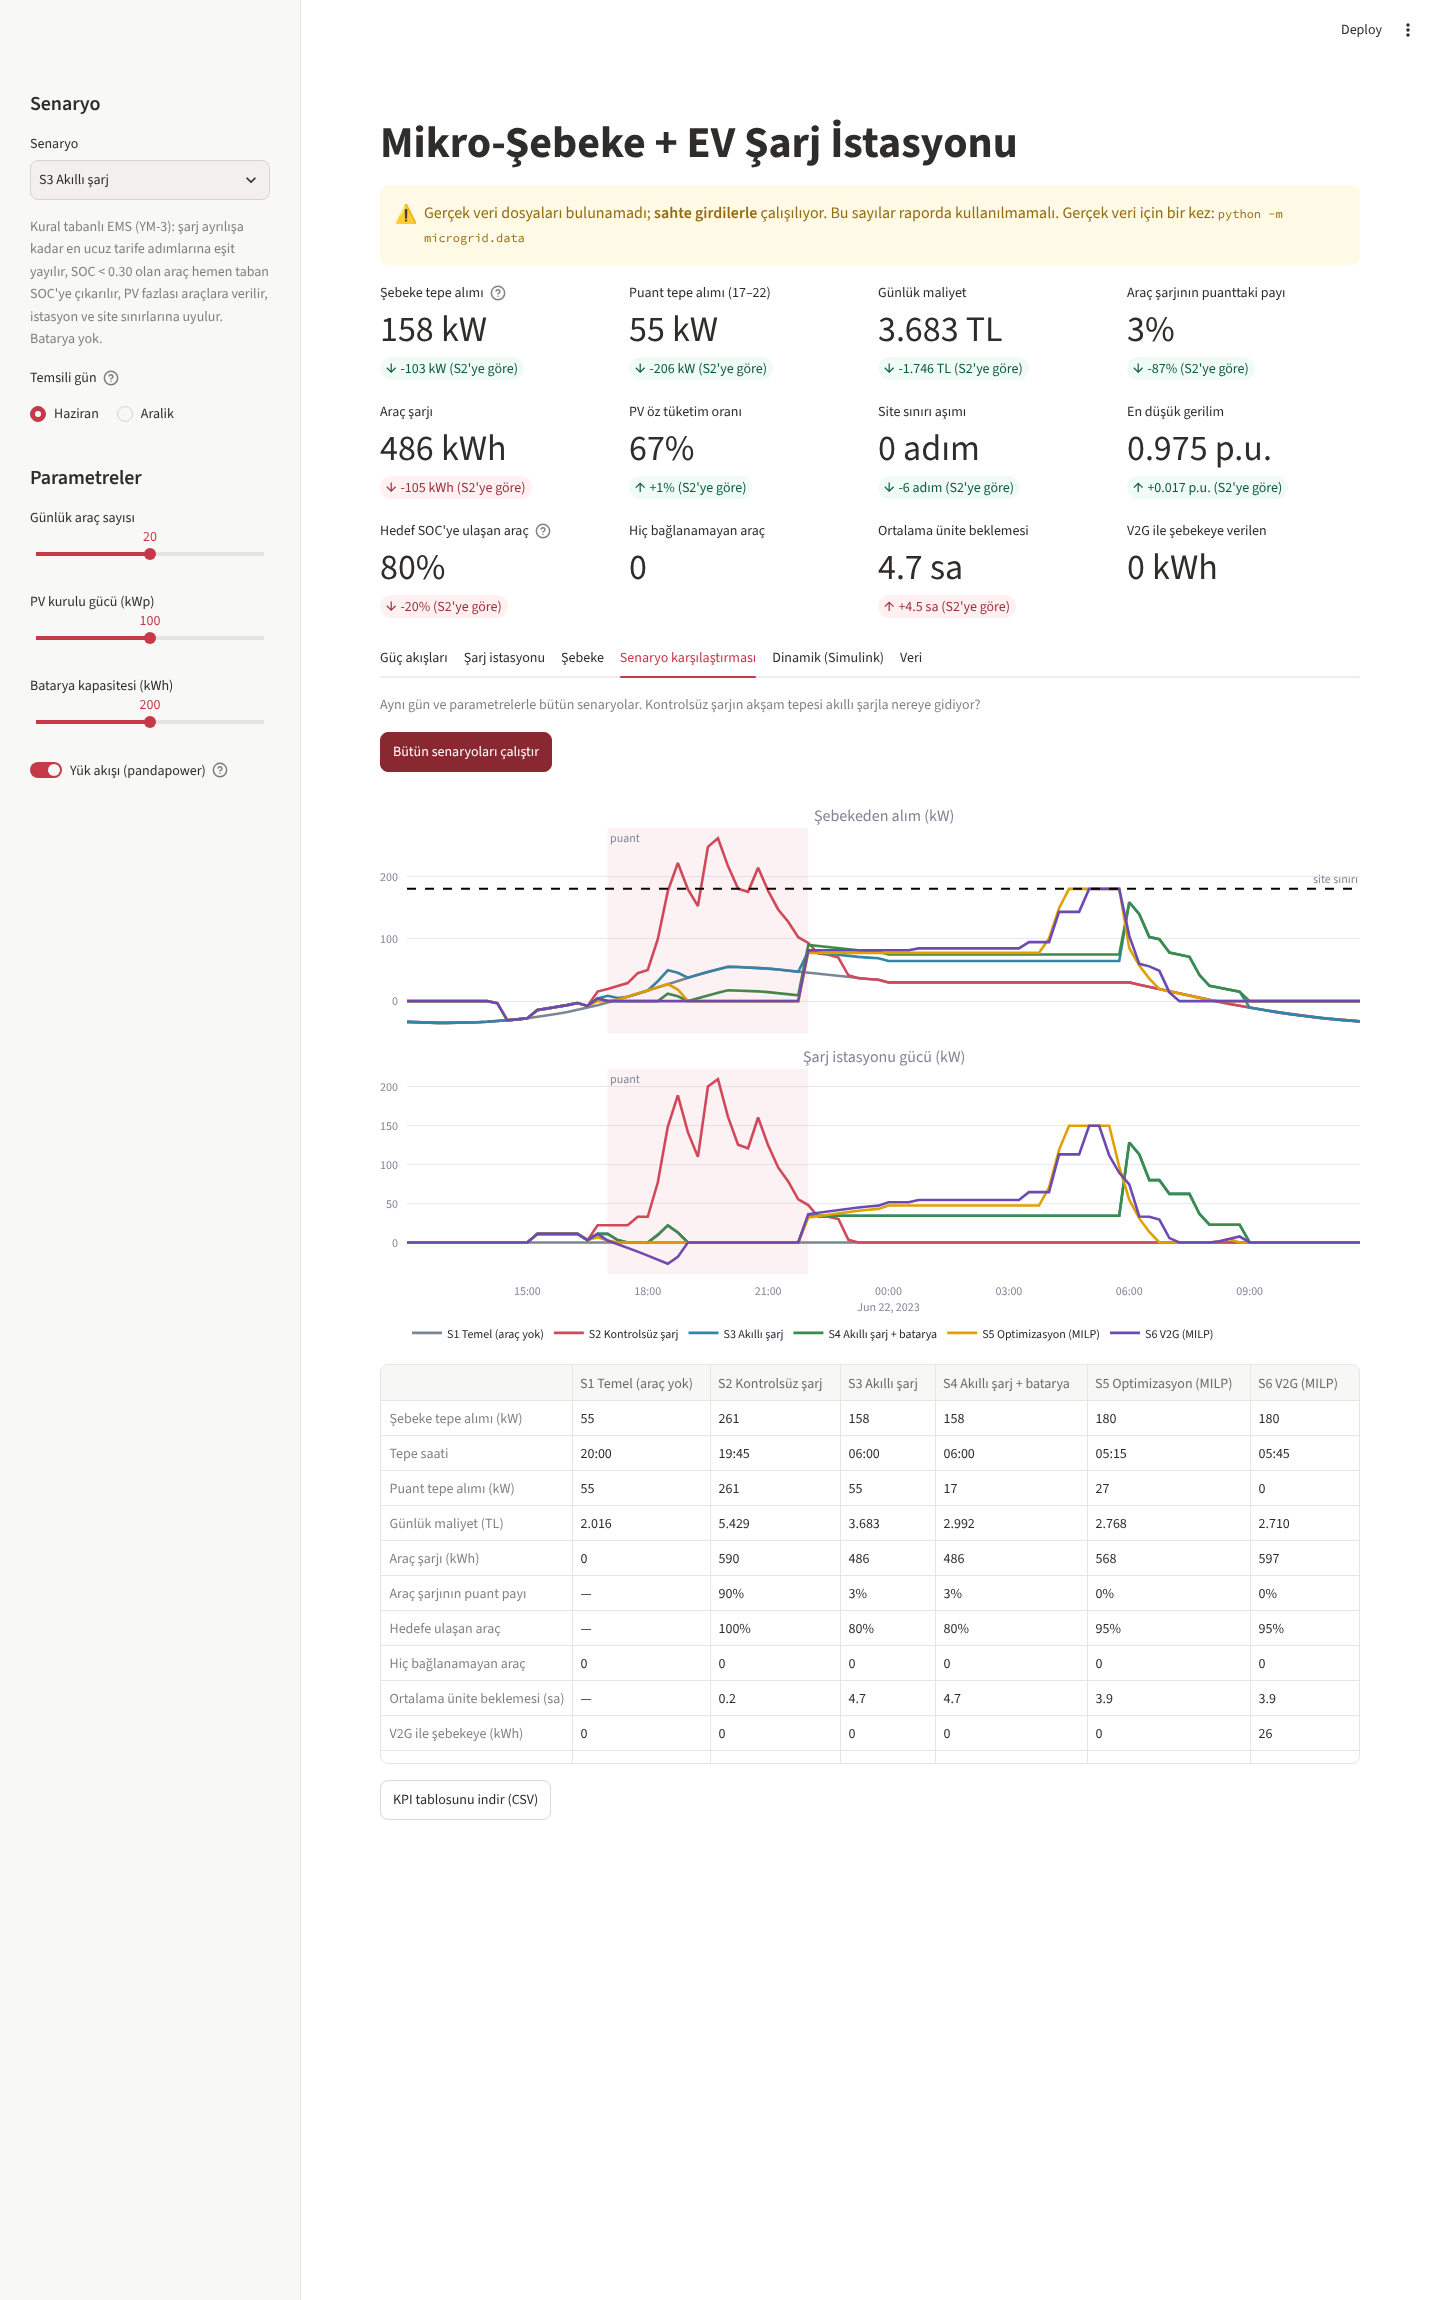 Deploy
Senaryo
Senaryo
S3 Akıllı şarj
Kural tabanlı EMS (YM-3): şarj ayrılışa
kadar en ucuz tarife adımlarına eşit
yayılır, SOC < 0.30 olan araç hemen taban
SOC'ye çıkarılır, PV fazlası araçlara verilir,
istasyon ve site sınırlarına uyulur.
Batarya yok.
Temsili gün
Haziran Aralik
Parametreler
Günlük araç sayısı
20
PV kurulu gücü (kWp)
100
Batarya kapasitesi (kWh)
200
Yük akışı (pandapower)
Mikro-Şebeke + EV Şarj İstasyonu
⚠️ Gerçek veri dosyaları bulunamadı; sahte girdilerle çalışılıyor. Bu sayılar raporda kullanılmamalı. Gerçek veri için bir kez: python -m
microgrid.data
Şebeke tepe alımı Puant tepe alımı (17–22) Günlük maliyet Araç şarjının puanttaki payı
158 kW 55 kW 3.683 TL 3%
↓ -103 kW (S2'ye göre) ↓ -206 kW (S2'ye göre) ↓ -1.746 TL (S2'ye göre) ↓ -87% (S2'ye göre)
Araç şarjı PV öz tüketim oranı Site sınırı aşımı En düşük gerilim
486 kWh 67% 0 adım 0.975 p.u.
↓ -105 kWh (S2'ye göre) ↑ +1% (S2'ye göre) ↓ -6 adım (S2'ye göre) ↑ +0.017 p.u. (S2'ye göre)
Hedef SOC'ye ulaşan araç Hiç bağlanamayan araç Ortalama ünite beklemesi V2G ile şebekeye verilen
80% 0 4.7 sa 0 kWh
↓ -20% (S2'ye göre) ↑ +4.5 sa (S2'ye göre)
Güç akışları Şarj istasyonu Şebeke Senaryo karşılaştırması Dinamik (Simulink) Veri
Aynı gün ve parametrelerle bütün senaryolar. Kontrolsüz şarjın akşam tepesi akıllı şarjla nereye gidiyor?
Bütün senaryoları çalıştır
Şebekeden alım (kW)
puant
200
site sınırı
100
0
Şarj istasyonu gücü (kW)
puant
200
150
100
50
0
15:00 18:00 21:00 00:00 03:00 06:00 09:00
Jun 22, 2023
S1 Temel (araç yok) S2 Kontrolsüz şarj S3 Akıllı şarj S4 Akıllı şarj + batarya S5 Optimizasyon (MILP) S6 V2G (MILP)
S1 Temel (araç yok) S2 Kontrolsüz şarj S3 Akıllı şarj S4 Akıllı şarj + batarya S5 Optimizasyon (MILP) S6 V2G (MILP)
Şebeke tepe alımı (kW) 55 261 158 158 180 180
Tepe saati 20:00 19:45 06:00 06:00 05:15 05:45
Puant tepe alımı (kW) 55 261 55 17 27 0
Günlük maliyet (TL) 2.016 5.429 3.683 2.992 2.768 2.710
Araç şarjı (kWh) 0 590 486 486 568 597
Araç şarjının puant payı — 90% 3% 3% 0% 0%
Hedefe ulaşan araç — 100% 80% 80% 95% 95%
Hiç bağlanamayan araç 0 0 0 0 0 0
Ortalama ünite beklemesi (sa) — 0.2 4.7 4.7 3.9 3.9
V2G ile şebekeye (kWh) 0 0 0 0 0 26
KPI tablosunu indir (CSV)